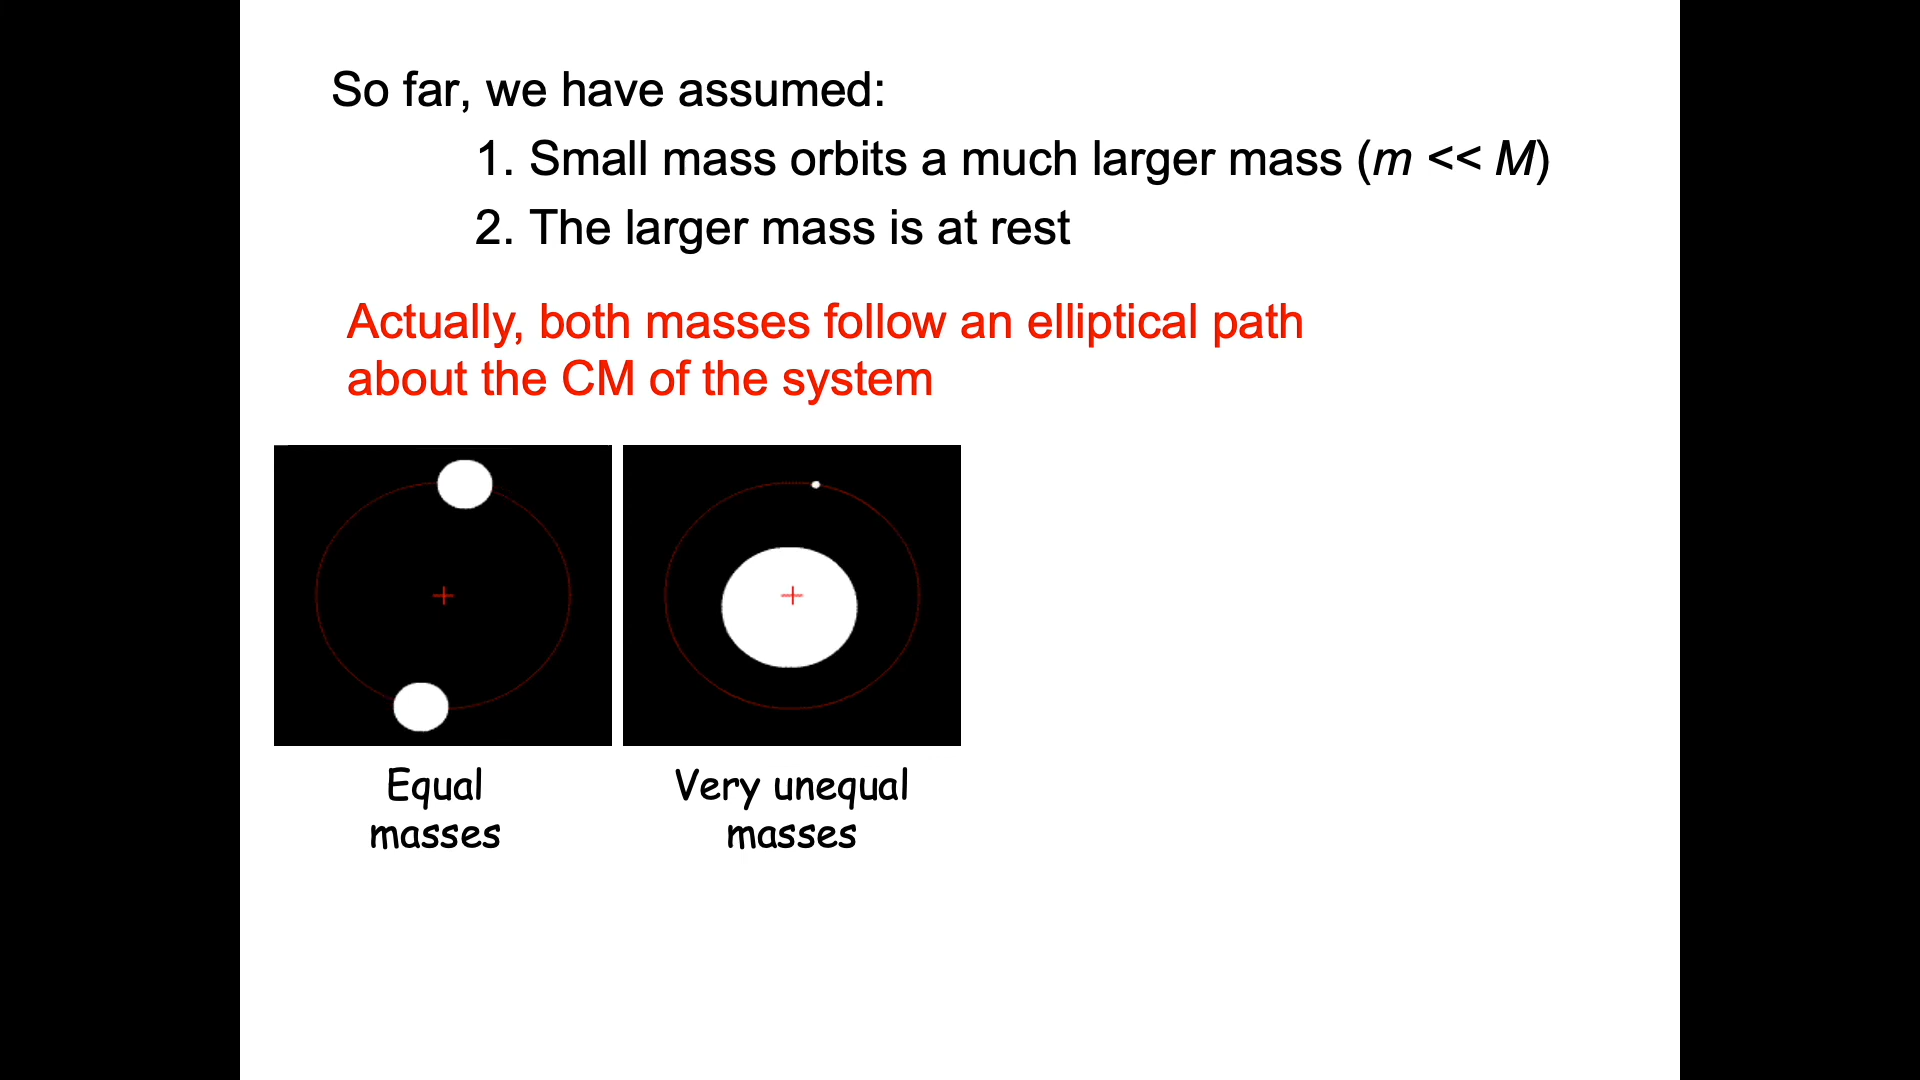 So far, we have assumed:
1. Small mass orbits a much larger mass (m << M)
2. The larger mass is at rest
Actually, both masses follow an elliptical path
about the CM of the system
Equal
masses
Very unequal
masses